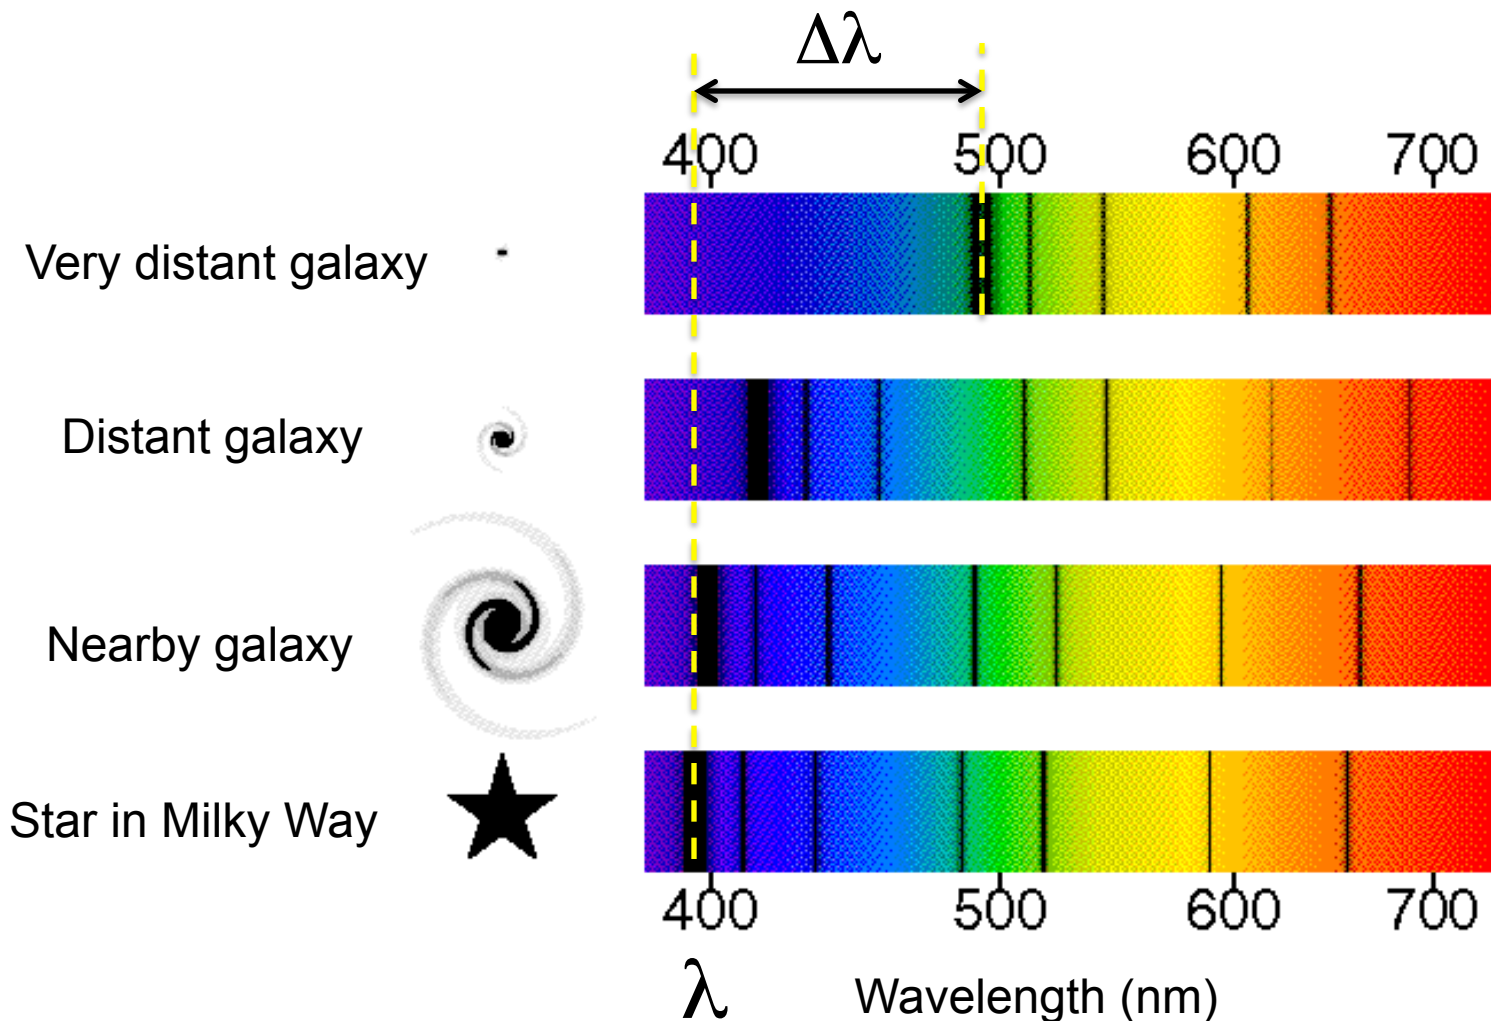 Δλ
400 500 600 700
Very distant galaxy
Distant galaxy
Nearby galaxy
Star in Milky Way
400 500 600 700
λ Wavelength (nm)